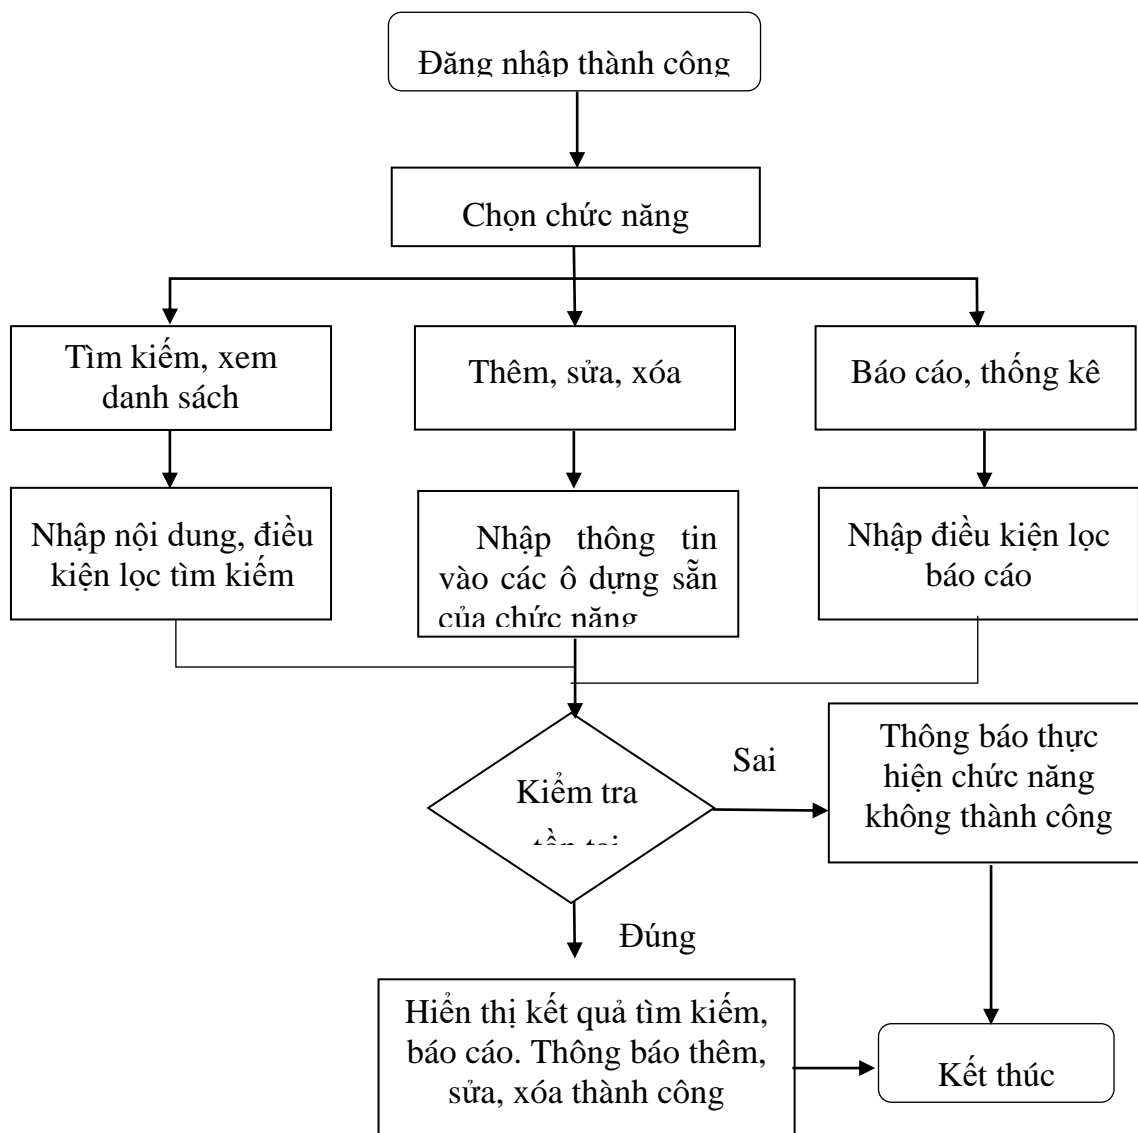 Đăng nhập thành công
Chọn chức năng
Tìm kiếm, xem
danh sách
Thêm, sửa, xóa
Báo cáo, thống kê
Nhập nội dung, điều
kiện lọc tìm kiếm
Nhập thông tin
vào các ô dựng sẵn
của chức năng
Nhập điều kiện lọc
báo cáo
Kiểm tra
tồn tại
Sai
Thông báo thực
hiện chức năng
không thành công
Đúng
Hiển thị kết quả tìm kiếm,
báo cáo. Thông báo thêm,
sửa, xóa thành công
Kết thúc